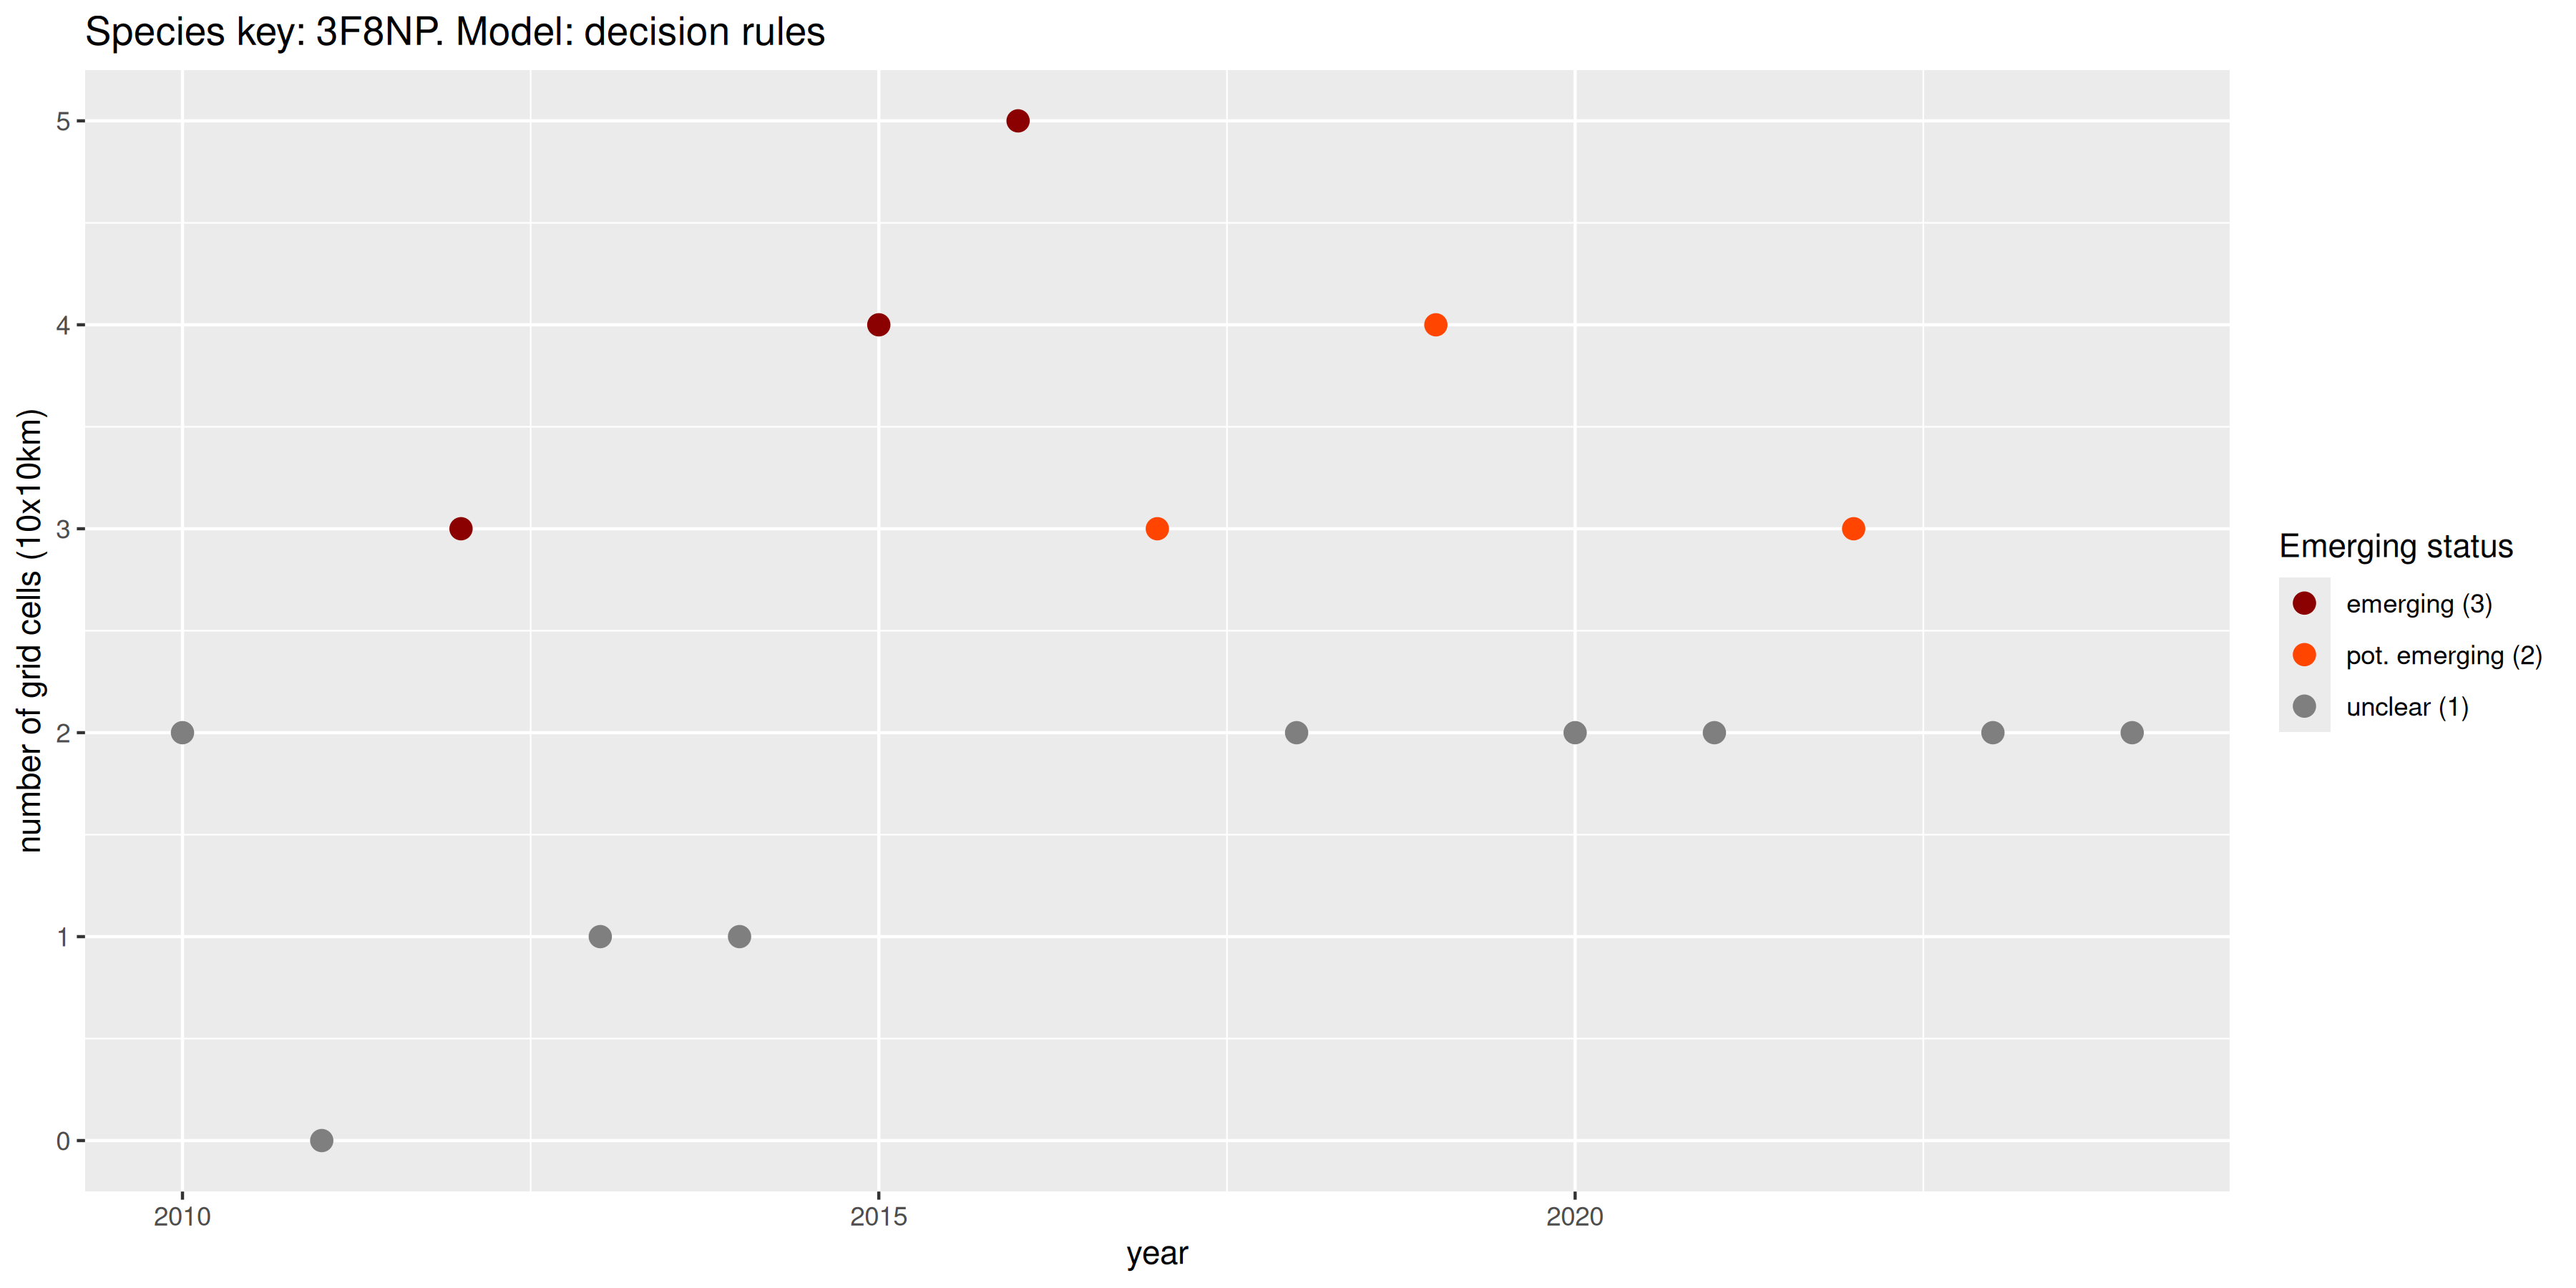 Species key: 3F8NP. Model: decision rules
number of grid cells (10x10km)
5
4
3
2
1
0
2010
2015
2020
year
Emerging status
emerging (3)
pot. emerging (2)
unclear (1)